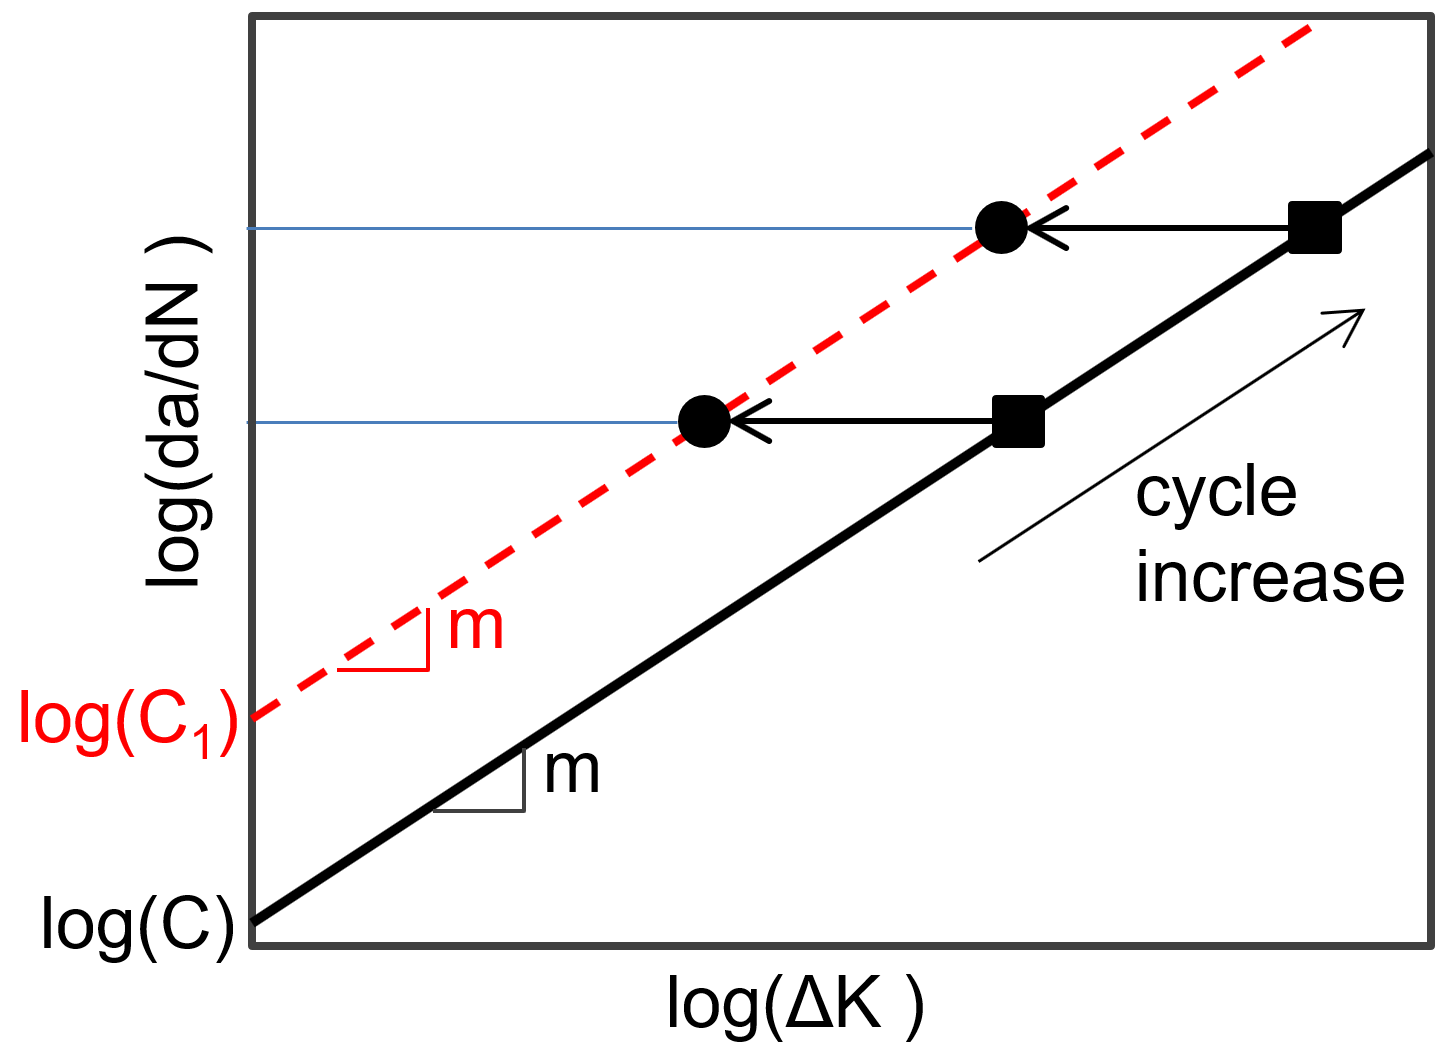 log(da/dN )
cycle
increase
m
log(C₁)
m
log(C)
log(ΔK )